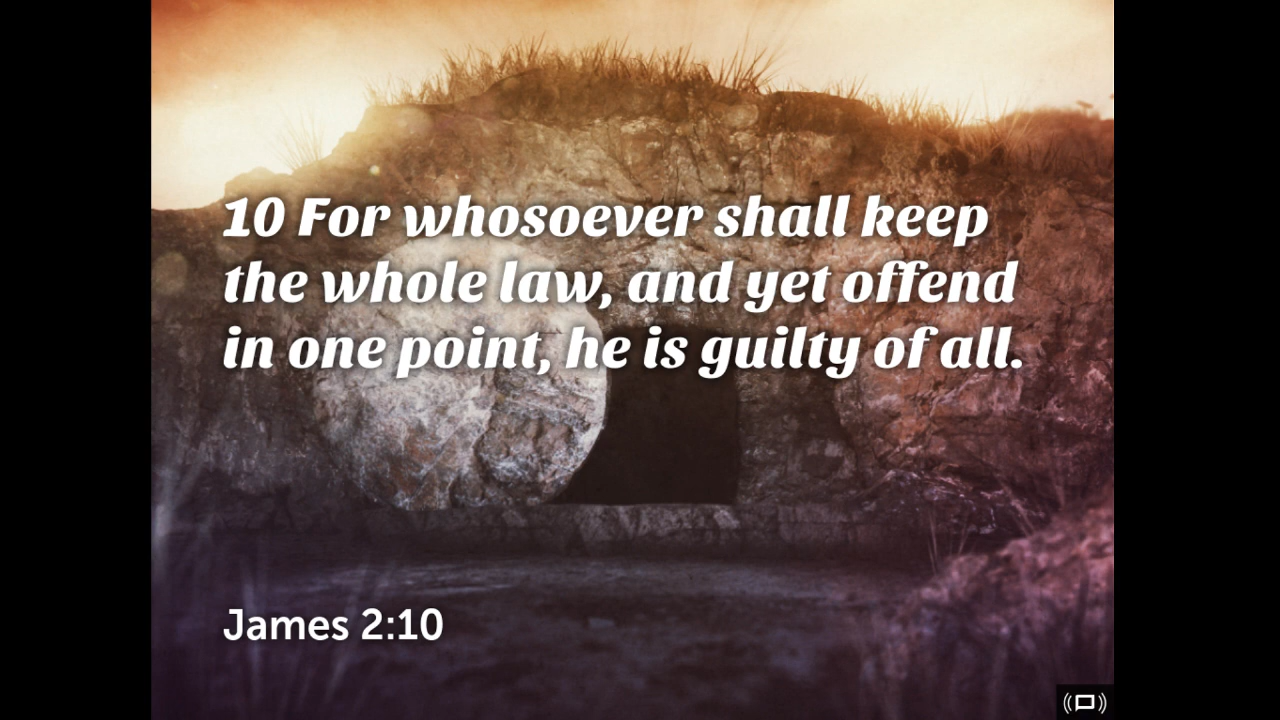 10 For whosoever shall keep
the whole law, and yet offend
in one point, he is guilty of all.
James 2:10